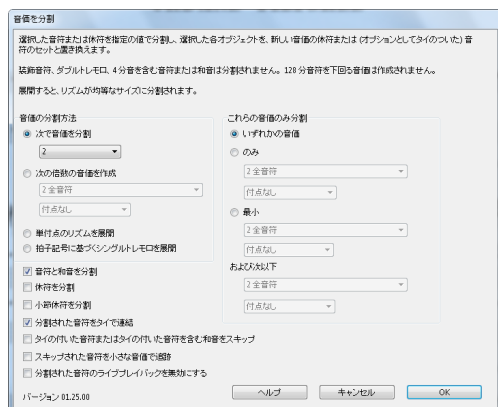 音価を分割
選択した音符または休符を指定の値で分割し、選択した各オブジェクトを、新しい音価の休符または (オプションとしてタイのついた) 音
符のセットと置き換えます。
装飾音符、ダブルトレモロ、4 分音を含む音符または和音は分割されません。128 分音符を下回る音価は作成されません。
展開すると、リズムが均等なサイズに分割されます。
音価の分割方法
次で音価を分割
2
次の倍数の音価を作成
2 全音符
付点なし
単付点のリズムを展開
拍子記号に基づくシングルトレモロを展開
これらの音価のみ分割
いずれかの音価
のみ
2 全音符
付点なし
最小
2 全音符
付点なし
および次以下
2 全音符
付点なし
音符と和音を分割
休符を分割
小節休符を分割
分割された音符をタイで連結
タイの付いた音符またはタイの付いた音符を含む和音をスキップ
スキップされた音符を小さな音価で追跡
分割された音符のライブプレイバックを無効にする
バージョン 01.25.00
ヘルプ
キャンセル
OK